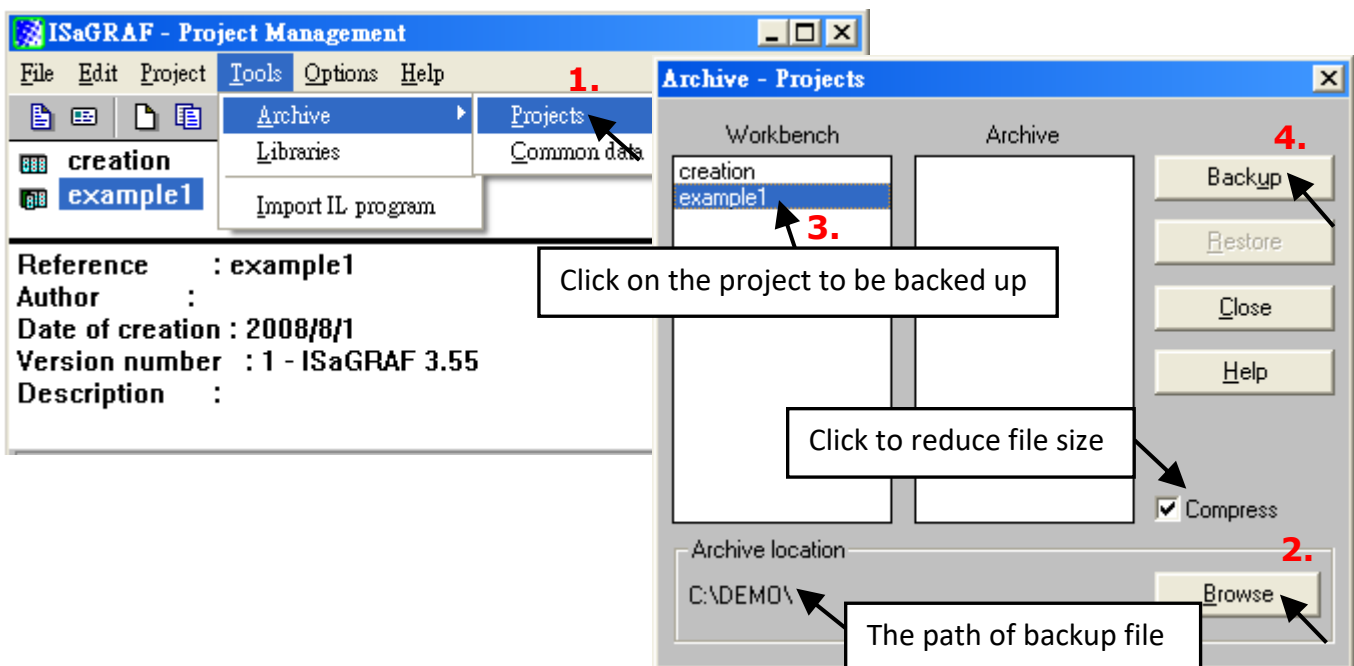 ISaGRAF - Project Management
File Edit Project Tools Options Help
1.
Archive
Projects
Libraries
Common data
Import IL program
creation
example1
Reference : example1
Author :
Date of creation : 2008/8/1
Version number : 1 - ISaGRAF 3.55
Description :
Archive - Projects
Workbench
Archive
4.
creation
example1
Backup
3.
Restore
Click on the project to be backed up
Close
Help
Click to reduce file size
Compress
Archive location
2.
C:\DEMO\
Browse
The path of backup file